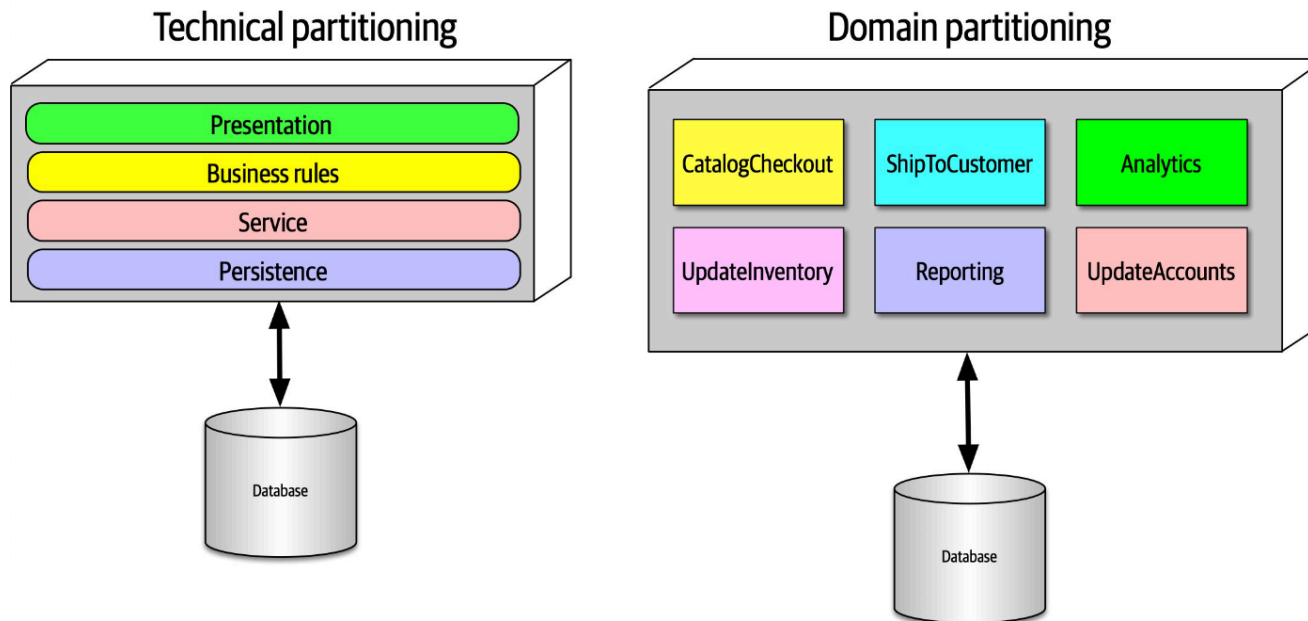 Technical partitioning
Presentation
Business rules
Service
Persistence
Database
Domain partitioning
CatalogCheckout
ShipToCustomer
Analytics
UpdateInventory
Reporting
UpdateAccounts
Database